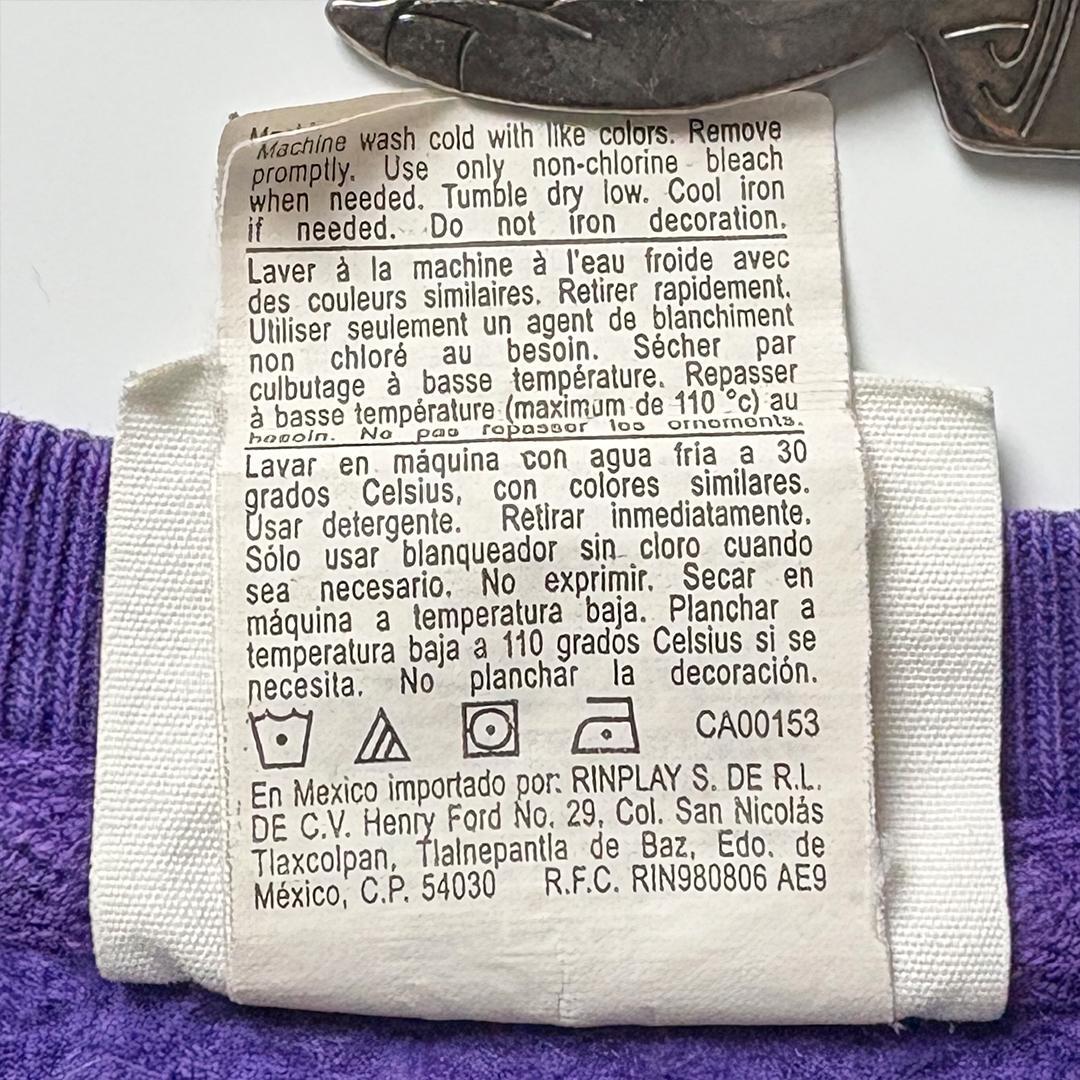 Machine wash cold with like colors. Remove
promptly. Use only non-chlorine bleach
when needed. Tumble dry low. Cool iron
if needed. Do not iron decoration.
Laver à la machine à l'eau froide avec
des couleurs similaires. Retirer rapidement.
Utiliser seulement un agent de blanchiment
non chloré au besoin. Sécher par
culbutage à basse température. Repasser
à basse température (maximum de 110 °c) au
besoin. Ne pas repasser les ornements.
Lavar en máquina con agua fria a 30
grados Celsius, con colores similares.
Usar detergente. Retirar inmediatamente.
Sólo usar blanqueador sin cloro cuando
sea necesario. No exprimir. Secar en
máquina a temperatura baja. Planchar a
temperatura baja a 110 grados Celsius si se
necesita. No planchar la decoración.
CA00153
En Mexico importado por: RINPLAY S. DE R.L.
DE C.V. Henry Ford No. 29, Col. San Nicolás
Tlaxcolpan, Tlalnepantla de Baz, Edo. de
México, C.P. 54030 R.F.C. RIN980806 AE9